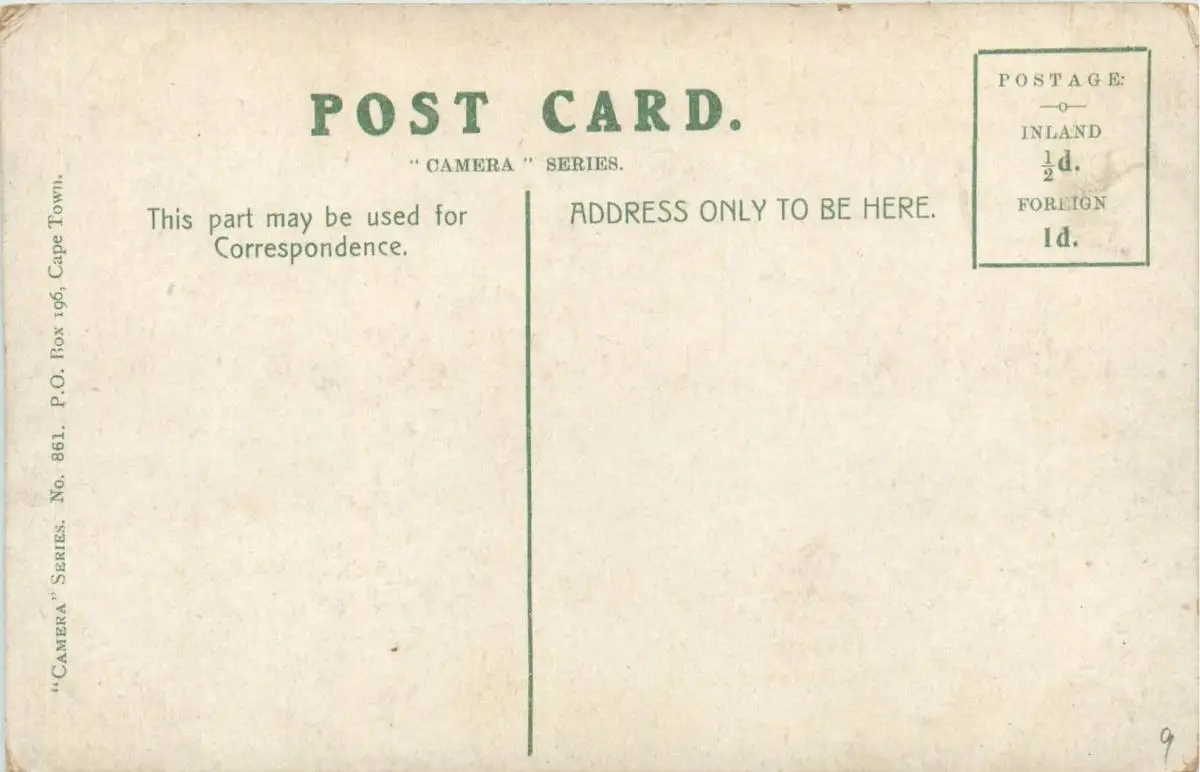 POST CARD.
"CAMERA" SERIES.
This part may be used for
Correspondence.
ADDRESS ONLY TO BE HERE.
POSTAGE:
—o—
INLAND
½d.
FOREIGN
1d.
"CAMERA" SERIES. No. 861. P.O. Box 196, Cape Town.
9